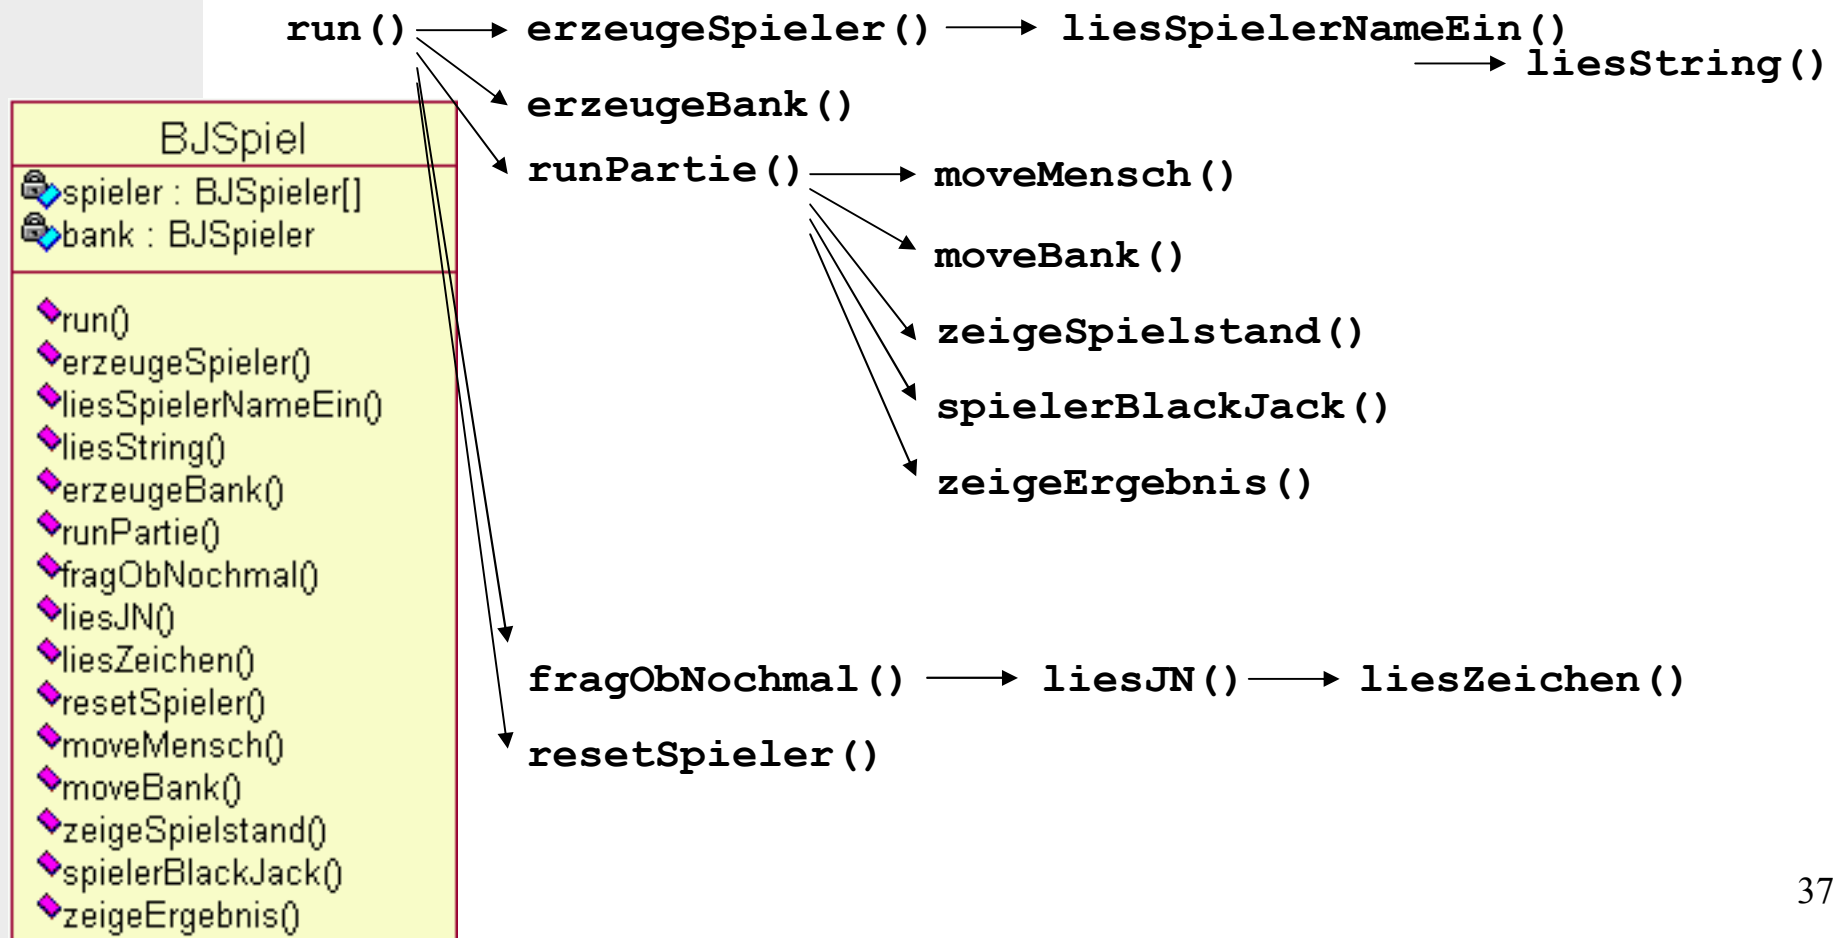 run() erzeugeSpieler() liesSpielerNameEin()
liesString()
erzeugeBank()
runPartie() moveMensch()
moveBank()
zeigeSpielstand()
spielerBlackJack()
zeigeErgebnis()
fragObNochmal() liesJN() liesZeichen()
resetSpieler()
BJSpiel
spieler : BJSpieler[]
bank : BJSpieler
run()
erzeugeSpieler()
liesSpielerNameEin()
liesString()
erzeugeBank()
runPartie()
fragObNochmal()
liesJN()
liesZeichen()
resetSpieler()
moveMensch()
moveBank()
zeigeSpielstand()
spielerBlackJack()
zeigeErgebnis()
37